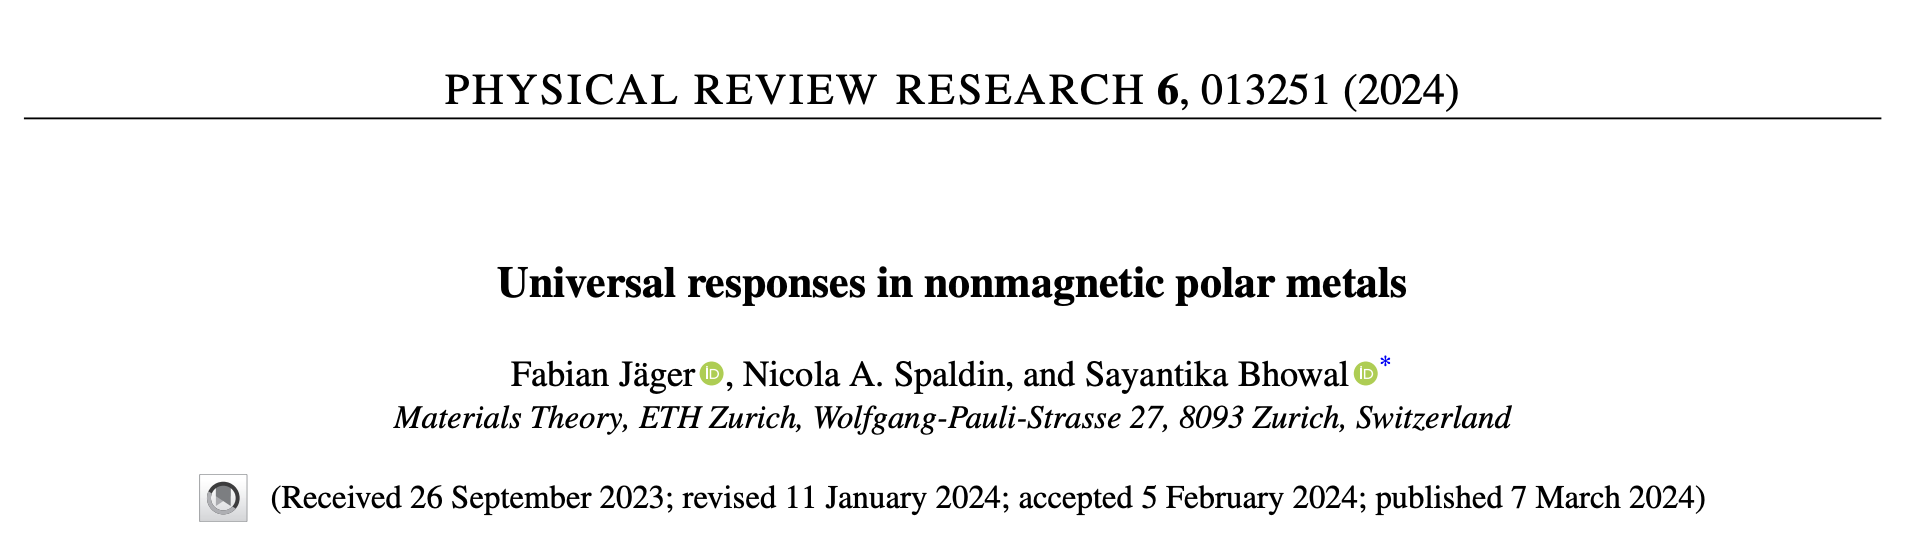 PHYSICAL REVIEW RESEARCH 6, 013251 (2024)
Universal responses in nonmagnetic polar metals
Fabian Jäger iD, Nicola A. Spaldin, and Sayantika Bhowal iD*
Materials Theory, ETH Zurich, Wolfgang-Pauli-Strasse 27, 8093 Zurich, Switzerland
(Received 26 September 2023; revised 11 January 2024; accepted 5 February 2024; published 7 March 2024)